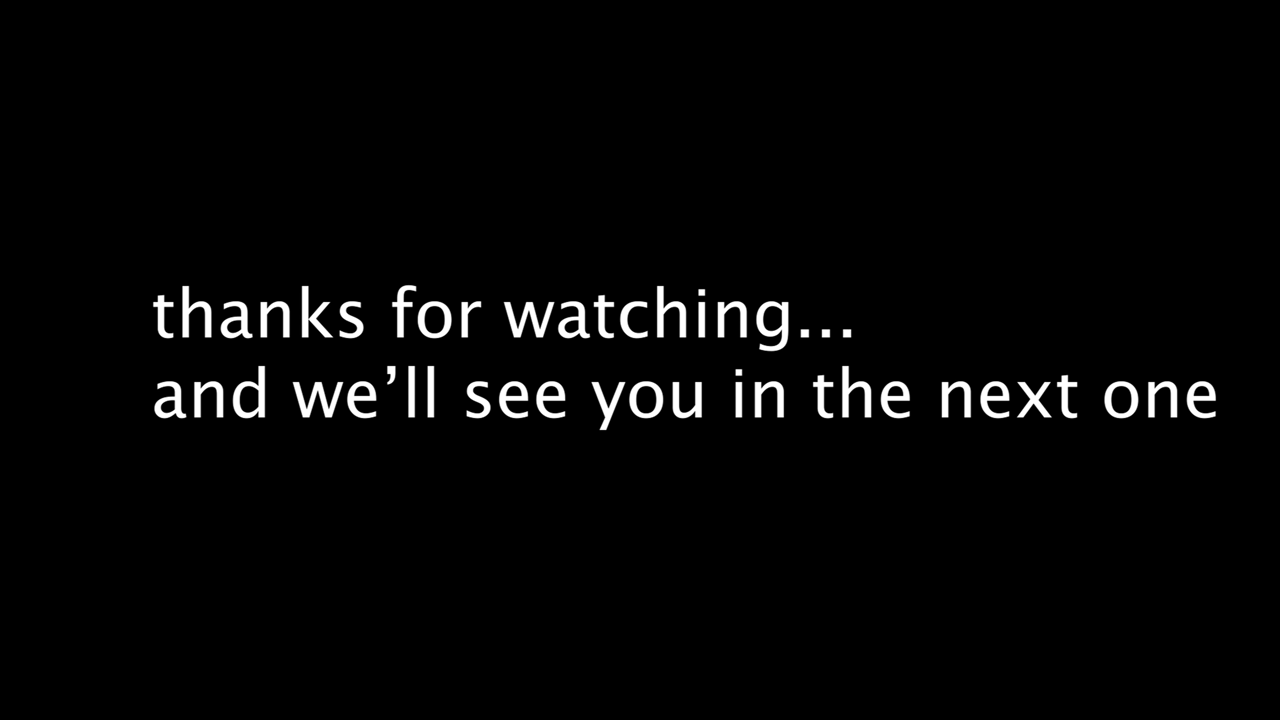 thanks for watching...
and we’ll see you in the next one